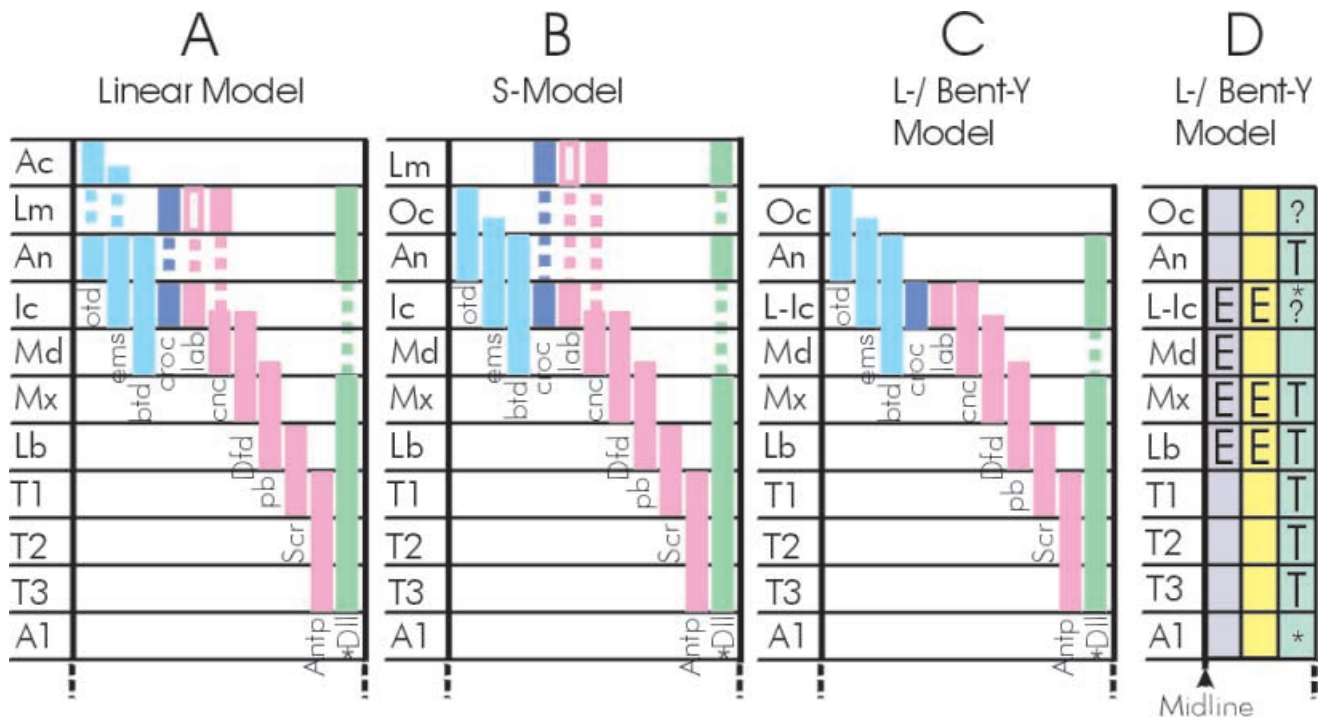 A
Linear Model
Ac
Lm
An
Ic
Md
Mx
Lb
T1
T2
T3
A1
otd
ems
btd
croc
lab
cnc
Dfd
pb
Scr
Antp
*Dll
B
S-Model
Lm
Oc
An
Ic
Md
Mx
Lb
T1
T2
T3
A1
otd
ems
btd
croc
lab
cnc
Dfd
pb
Scr
Antp
*Dll
C
L-/ Bent-Y
Model
Oc
An
L-Ic
Md
Mx
Lb
T1
T2
T3
A1
otd
ems
btd
croc
lab
cnc
Dfd
pb
Scr
Antp
*Dll
D
L-/ Bent-Y
Model
Oc ?
An T
L-Ic E E * ?
Md E
Mx E E T
Lb E E T
T1 T
T2 T
T3 T
A1 *
Midline